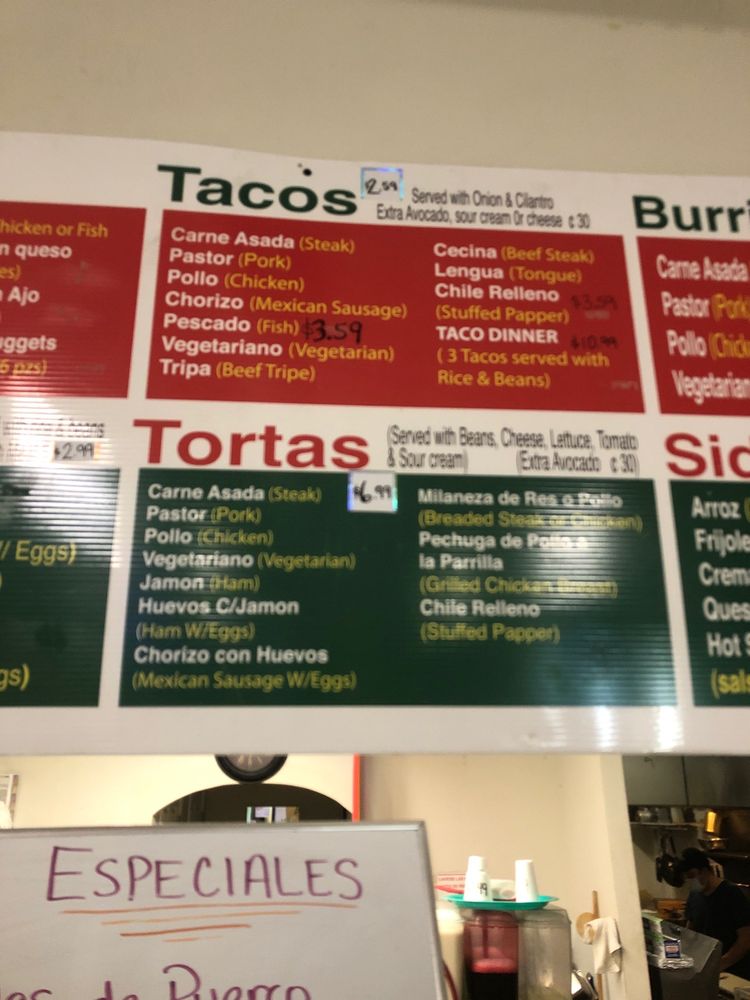 Chicken or Fish
n queso
es)
Ajo
uggets
6 pzs)
$2.99
/ Eggs)
gs)
Tacos 2.59
Served with Onion & Cilantro
Extra Avocado, sour cream Or cheese ¢ 30
Carne Asada (Steak)
Pastor (Pork)
Pollo (Chicken)
Chorizo (Mexican Sausage)
Pescado (Fish) $3.59
Vegetariano (Vegetarian)
Tripa (Beef Tripe)
Cecina (Beef Steak)
Lengua (Tongue)
Chile Relleno $3.59
(Stuffed Papper)
TACO DINNER $10.99
( 3 Tacos served with
Rice & Beans)
Burri
Carne Asada
Pastor (Pork
Pollo (Chick
Vegetarian
Tortas
(Served with Beans, Cheese, Lettuce, Tomato
& Sour cream) (Extra Avocado ¢ 30)
$6.99
Carne Asada (Steak)
Pastor (Pork)
Pollo (Chicken)
Vegetariano (Vegetarian)
Jamon (Ham)
Huevos C/Jamon
(Ham W/Eggs)
Chorizo con Huevos
(Mexican Sausage W/Eggs)
Milaneza de Res o Pollo
(Breaded Steak or Chicken)
Pechuga de Pollo a
la Parrilla
(Grilled Chicken Breast)
Chile Relleno
(Stuffed Papper)
Sid
Arroz (
Frijole
Crem
Ques
Hot S
(sals
ESPECIALES
de Puerco